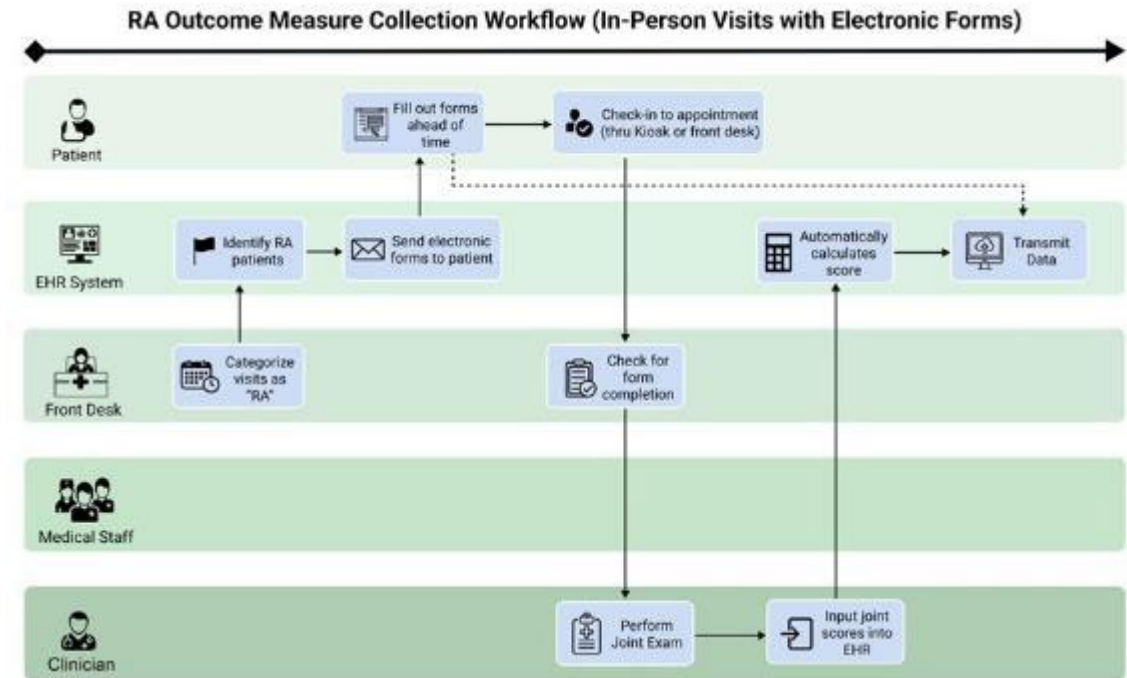 RA Outcome Measure Collection Workflow (In-Person Visits with Electronic Forms)
Patient
Fill out forms
ahead of
time
Check-in to appointment
(thru Kiosk or front desk)
EHR System
Identify RA
patients
Send electronic
forms to patient
Automatically
calculates
score
Transmit
Data
Front Desk
Categorize
visits as
"RA"
Check for
form
completion
Medical Staff
Clinician
Perform
Joint Exam
Input joint
scores into
EHR